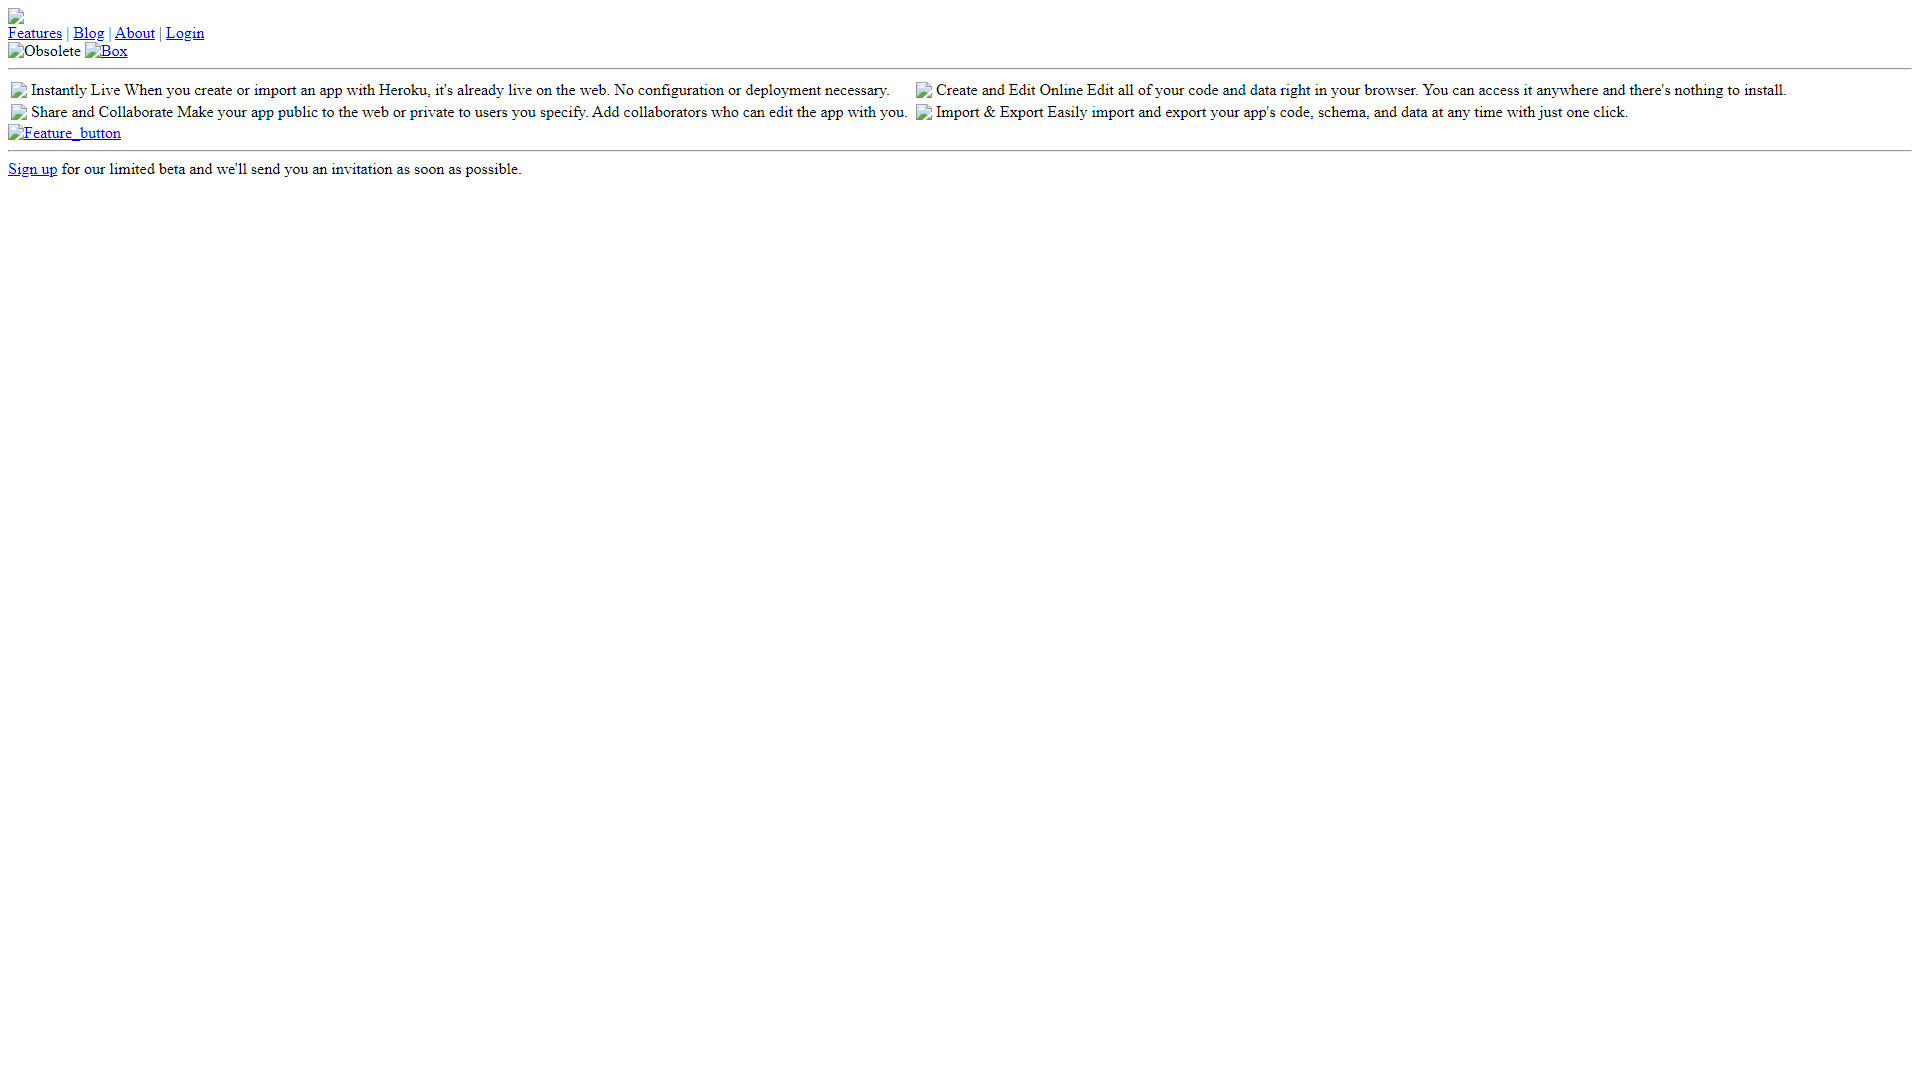 Features | Blog | About | Login
Obsolete Box
Instantly Live When you create or import an app with Heroku, it's already live on the web. No configuration or deployment necessary.
Create and Edit Online Edit all of your code and data right in your browser. You can access it anywhere and there's nothing to install.
Share and Collaborate Make your app public to the web or private to users you specify. Add collaborators who can edit the app with you.
Import & Export Easily import and export your app's code, schema, and data at any time with just one click.
Feature_button
Sign up for our limited beta and we'll send you an invitation as soon as possible.